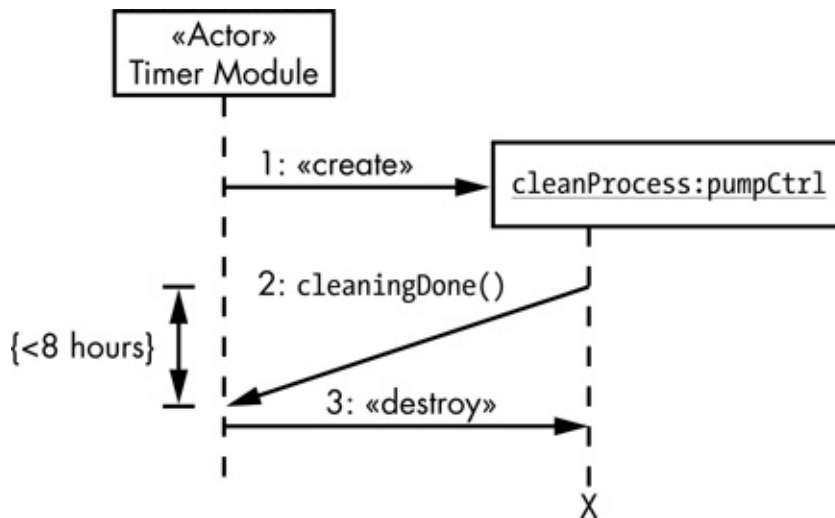 «Actor»
Timer Module
1: «create»
cleanProcess:pumpCtrl
2: cleaningDone()
{<8 hours}
3: «destroy»
X